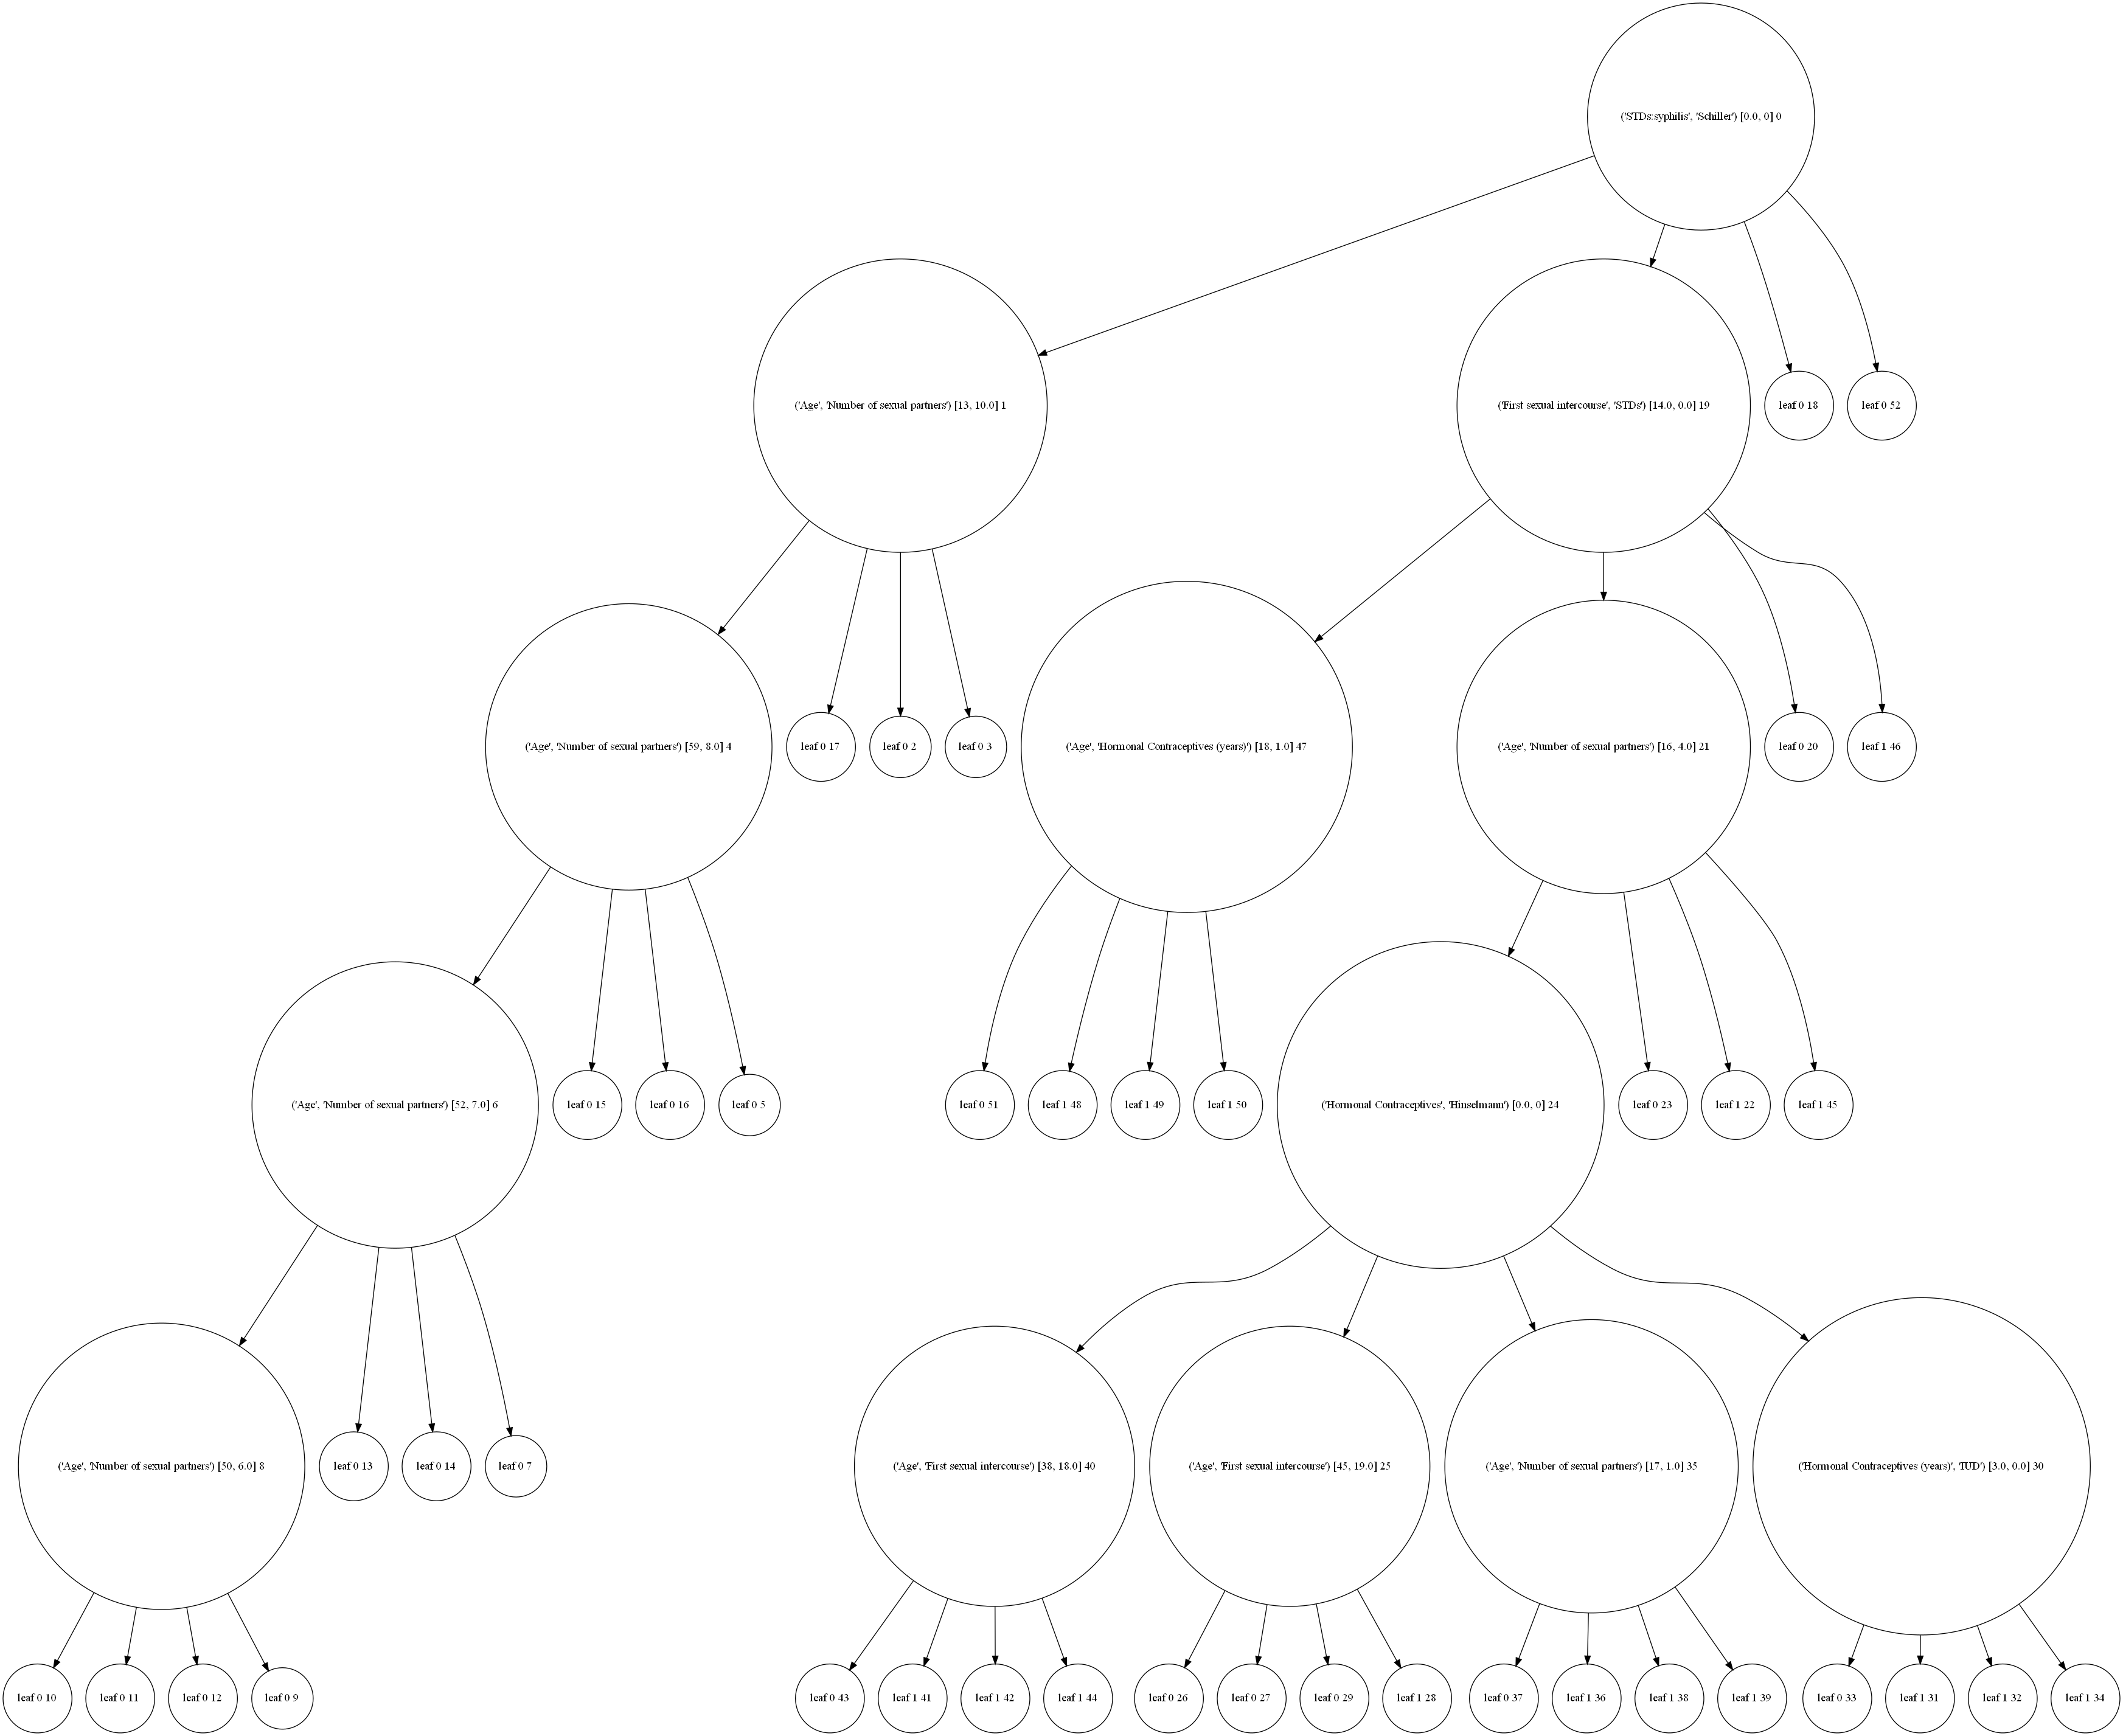 ('STDs:syphilis', 'Schiller') [0.0, 0] 0
('Age', 'Number of sexual partners') [13, 10.0] 1
('First sexual intercourse', 'STDs') [14.0, 0.0] 19
leaf 0 18
leaf 0 52
('Age', 'Number of sexual partners') [59, 8.0] 4
leaf 0 17
leaf 0 2
leaf 0 3
('Age', 'Hormonal Contraceptives (years)') [18, 1.0] 47
('Age', 'Number of sexual partners') [16, 4.0] 21
leaf 0 20
leaf 1 46
('Age', 'Number of sexual partners') [52, 7.0] 6
leaf 0 15
leaf 0 16
leaf 0 5
leaf 0 51
leaf 1 48
leaf 1 49
leaf 1 50
('Hormonal Contraceptives', 'Hinselmann') [0.0, 0] 24
leaf 0 23
leaf 1 22
leaf 1 45
('Age', 'Number of sexual partners') [50, 6.0] 8
leaf 0 13
leaf 0 14
leaf 0 7
('Age', 'First sexual intercourse') [38, 18.0] 40
('Age', 'First sexual intercourse') [45, 19.0] 25
('Age', 'Number of sexual partners') [17, 1.0] 35
('Hormonal Contraceptives (years)', 'IUD') [3.0, 0.0] 30
leaf 0 10
leaf 0 11
leaf 0 12
leaf 0 9
leaf 0 43
leaf 1 41
leaf 1 42
leaf 1 44
leaf 0 26
leaf 0 27
leaf 0 29
leaf 1 28
leaf 0 37
leaf 1 36
leaf 1 38
leaf 1 39
leaf 0 33
leaf 1 31
leaf 1 32
leaf 1 34